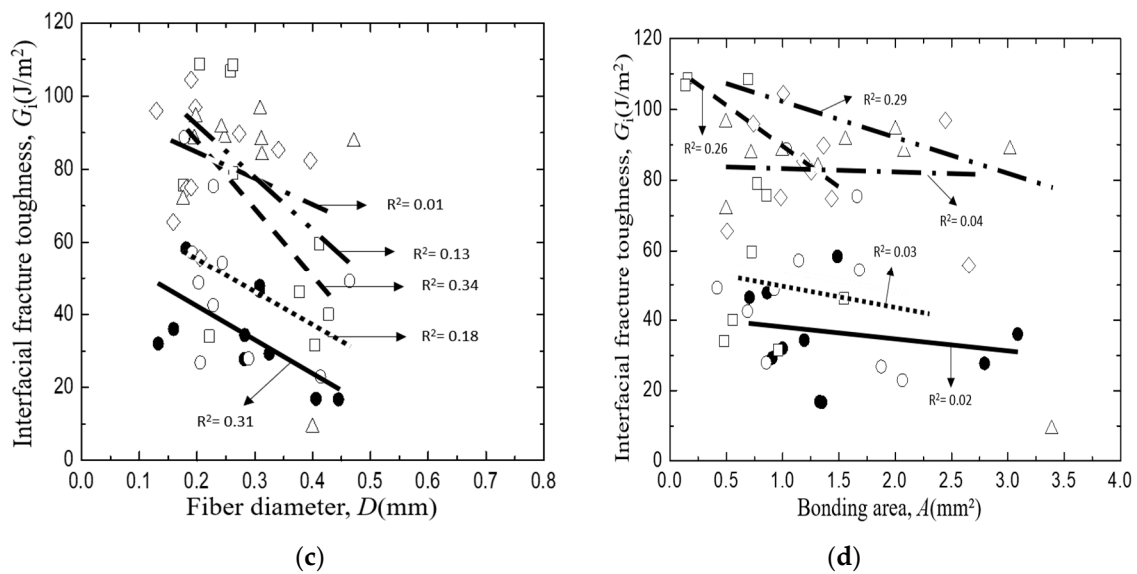 120
100
80
60
40
20
0
Interfacial fracture toughness, Gi(J/m²)
R²= 0.01
R²= 0.13
R²= 0.34
R²= 0.18
R²= 0.31
0.0 0.1 0.2 0.3 0.4 0.5 0.6 0.7 0.8
Fiber diameter, D(mm)
(c)
120
100
80
60
40
20
0
Interfacial fracture toughness, Gi(J/m²)
R²= 0.29
R²= 0.26
R²= 0.04
R²= 0.03
R²= 0.02
0.0 0.5 1.0 1.5 2.0 2.5 3.0 3.5 4.0
Bonding area, A(mm²)
(d)